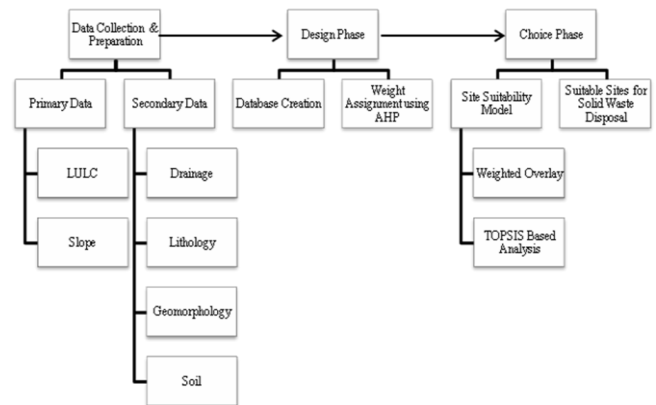 Data Collection &
Preparation
Design Phase
Choice Phase
Primary Data
Secondary Data
Database Creation
Weight
Assignment using
AHP
Site Suitability
Model
Suitable Sites for
Solid Waste
Disposal
LULC
Drainage
Weighted Overlay
Slope
Lithology
TOPSIS Based
Analysis
Geomorphology
Soil